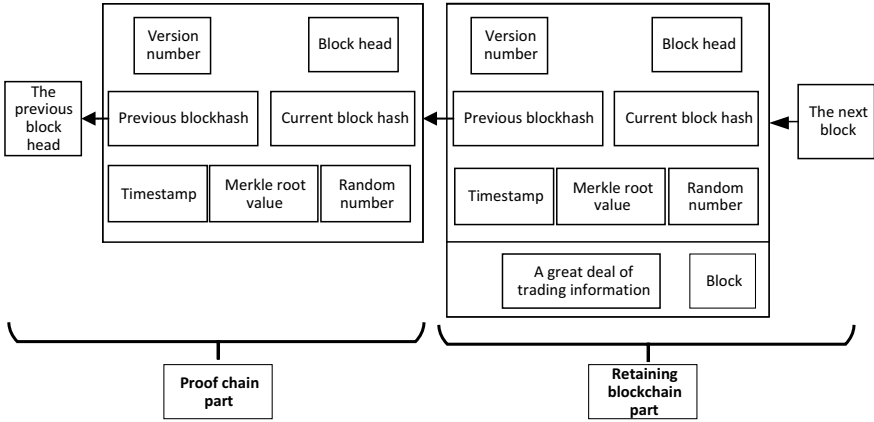 Version
number
Block head
The
previous
block
head
Previous blockhash
Current block hash
Timestamp
Merkle root
value
Random
number
Version
number
Block head
Previous blockhash
Current block hash
The next
block
Timestamp
Merkle root
value
Random
number
A great deal of
trading information
Block
Proof chain
part
Retaining
blockchain
part